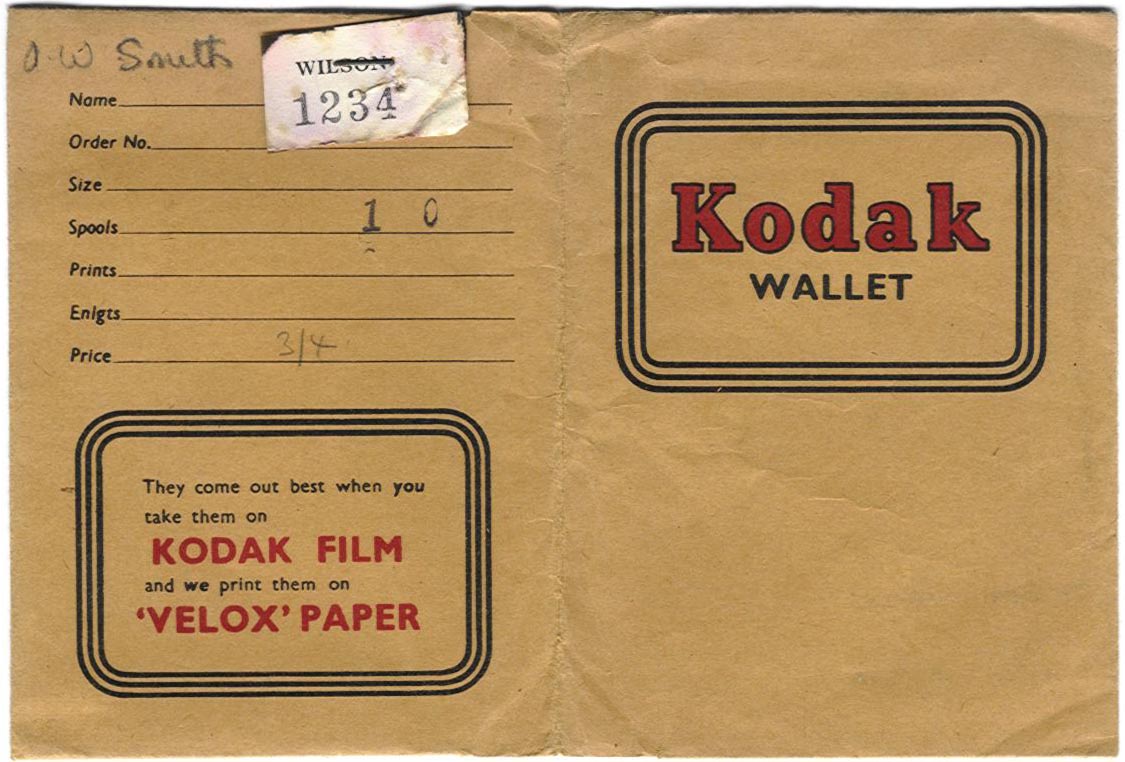 W Smith
WILSON
1234
Name
Order No.
Size
Spools 1 0
Prints
Enlgts
Price 3/4
They come out best when you
take them on
KODAK FILM
and we print them on
‘VELOX’ PAPER
Kodak
WALLET